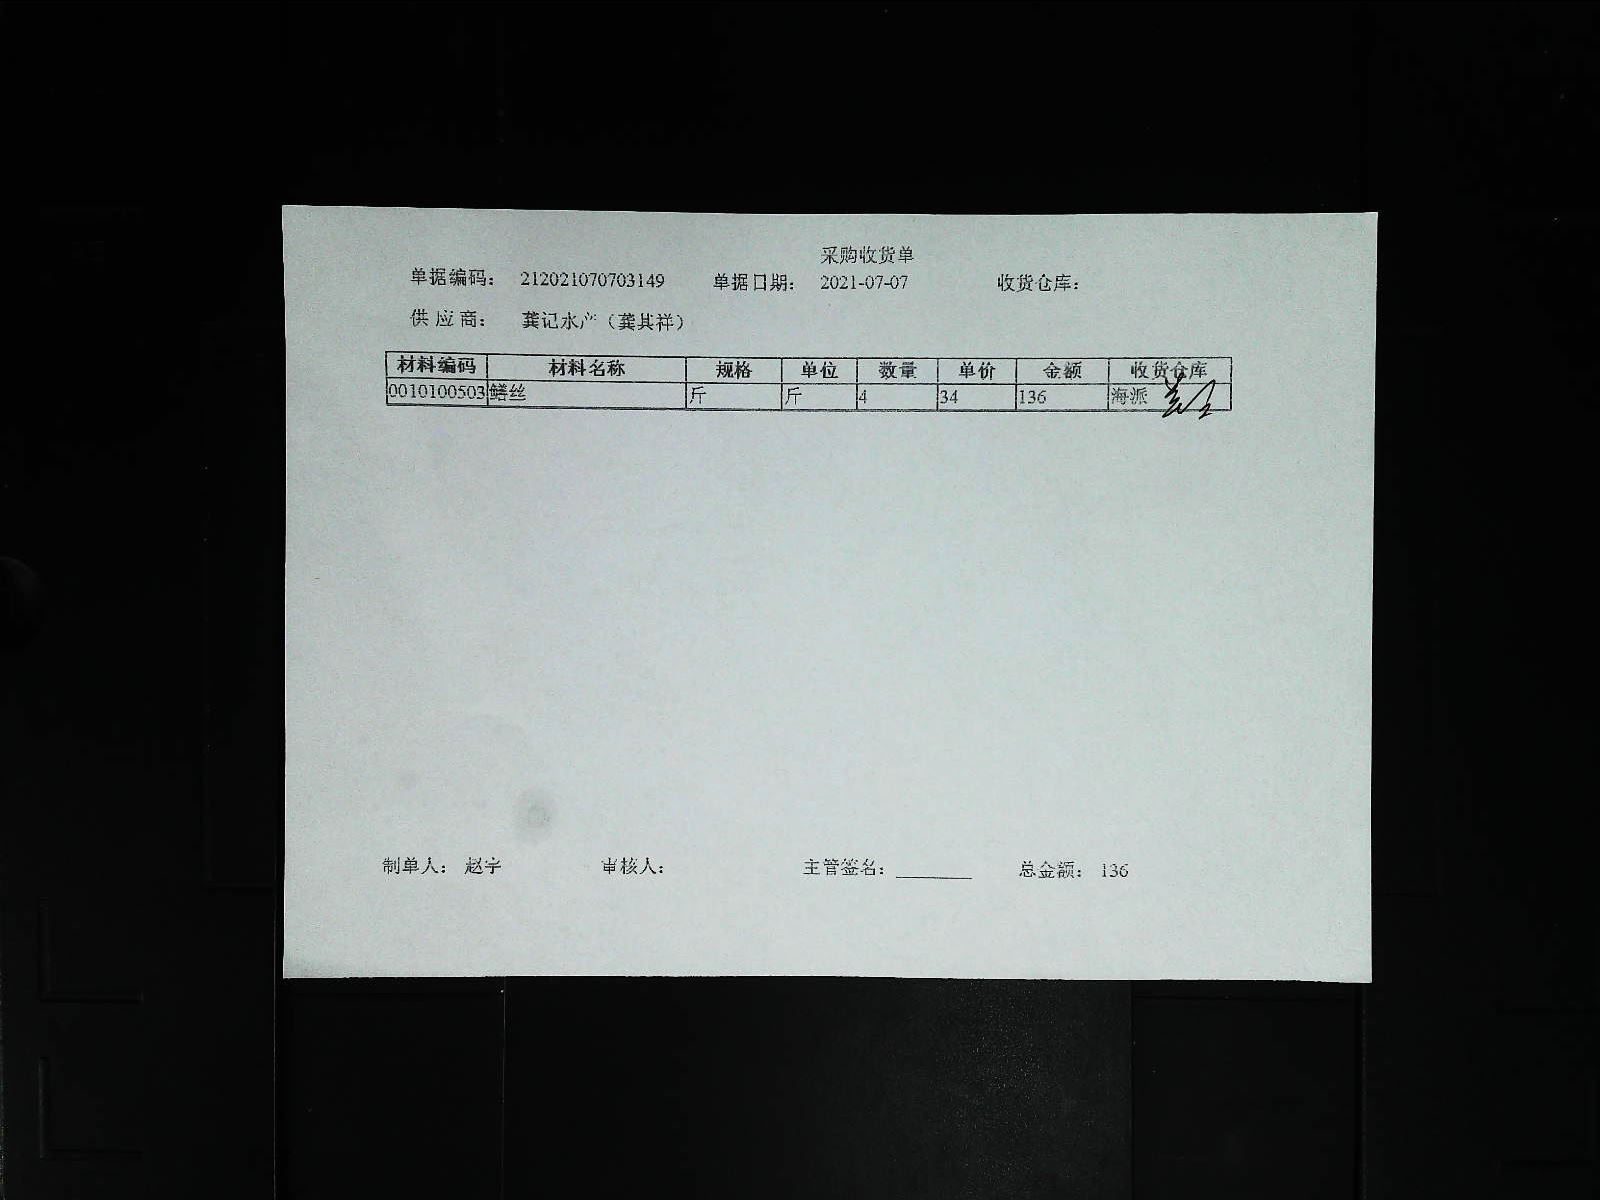 采购收货单
单据编码： 212021070703149 单据日期： 2021-07-07 收货仓库：
供 应 商： 龚记水产（龚其祥）
材料编码 材料名称 规格 单位 数量 单价 金额 收货仓库
0010100503 鳝丝 斤 斤 4 34 136 海派
制单人： 赵宇 审核人： 主管签名：________ 总金额： 136